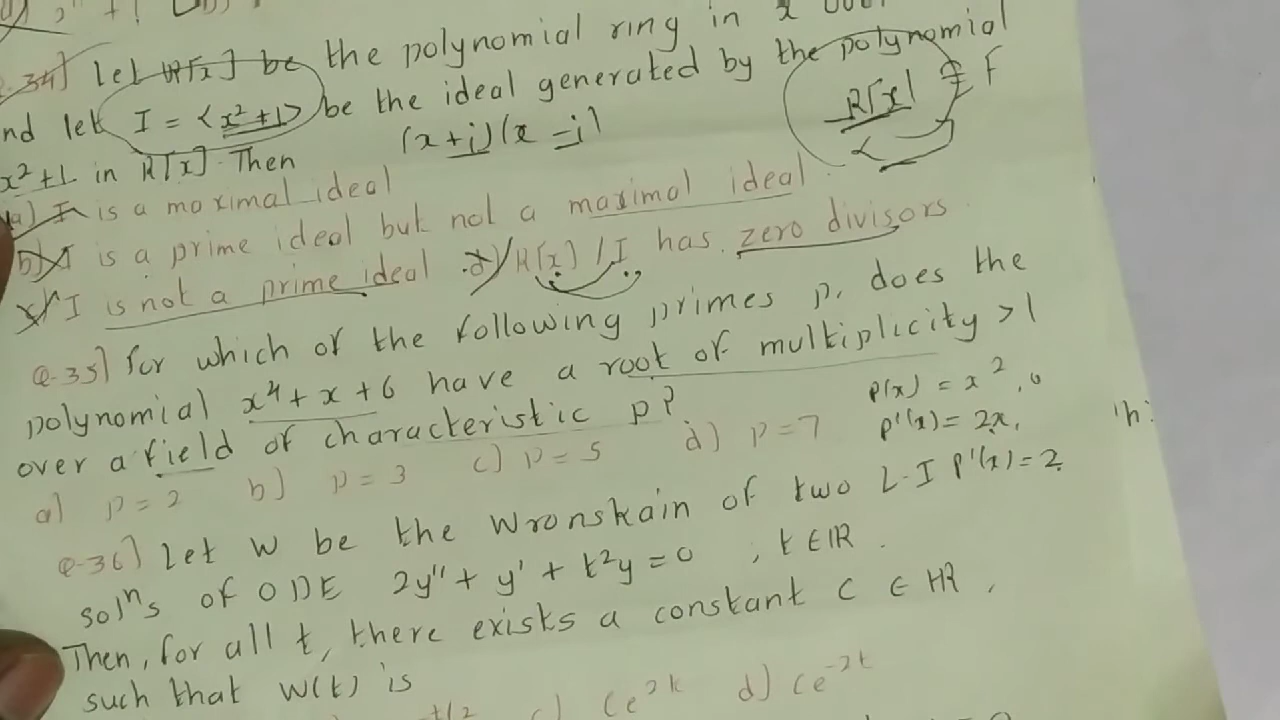 34] Let R[x] be the polynomial ring in x
nd let I = <x²+1> be the ideal generated by the polynomial
x²+1 in R[x]. Then
(x+i)(x-i)
R[x] ≅ F
a) I is a maximal ideal
b) I is a prime ideal but not a maximal ideal.
c) I is not a prime ideal d) R[x]/I has zero divisors.
Q-35] For which of the following primes p, does the
polynomial x⁴+x+6 have a root of multiplicity >1
over a field of characteristic p?
p(x) = x²,
p'(x) = 2x,
p'(x) = 2
a) p=2 b) p=3 c) p=5 d) p=7
Q-36] Let W be the Wronskain of two L.I
solⁿs of ODE 2y''+y'+t²y=0, t∈IR.
Then, for all t, there exists a constant C ∈ IR,
such that W(t) is
c) Ce^2t d) Ce^-2t